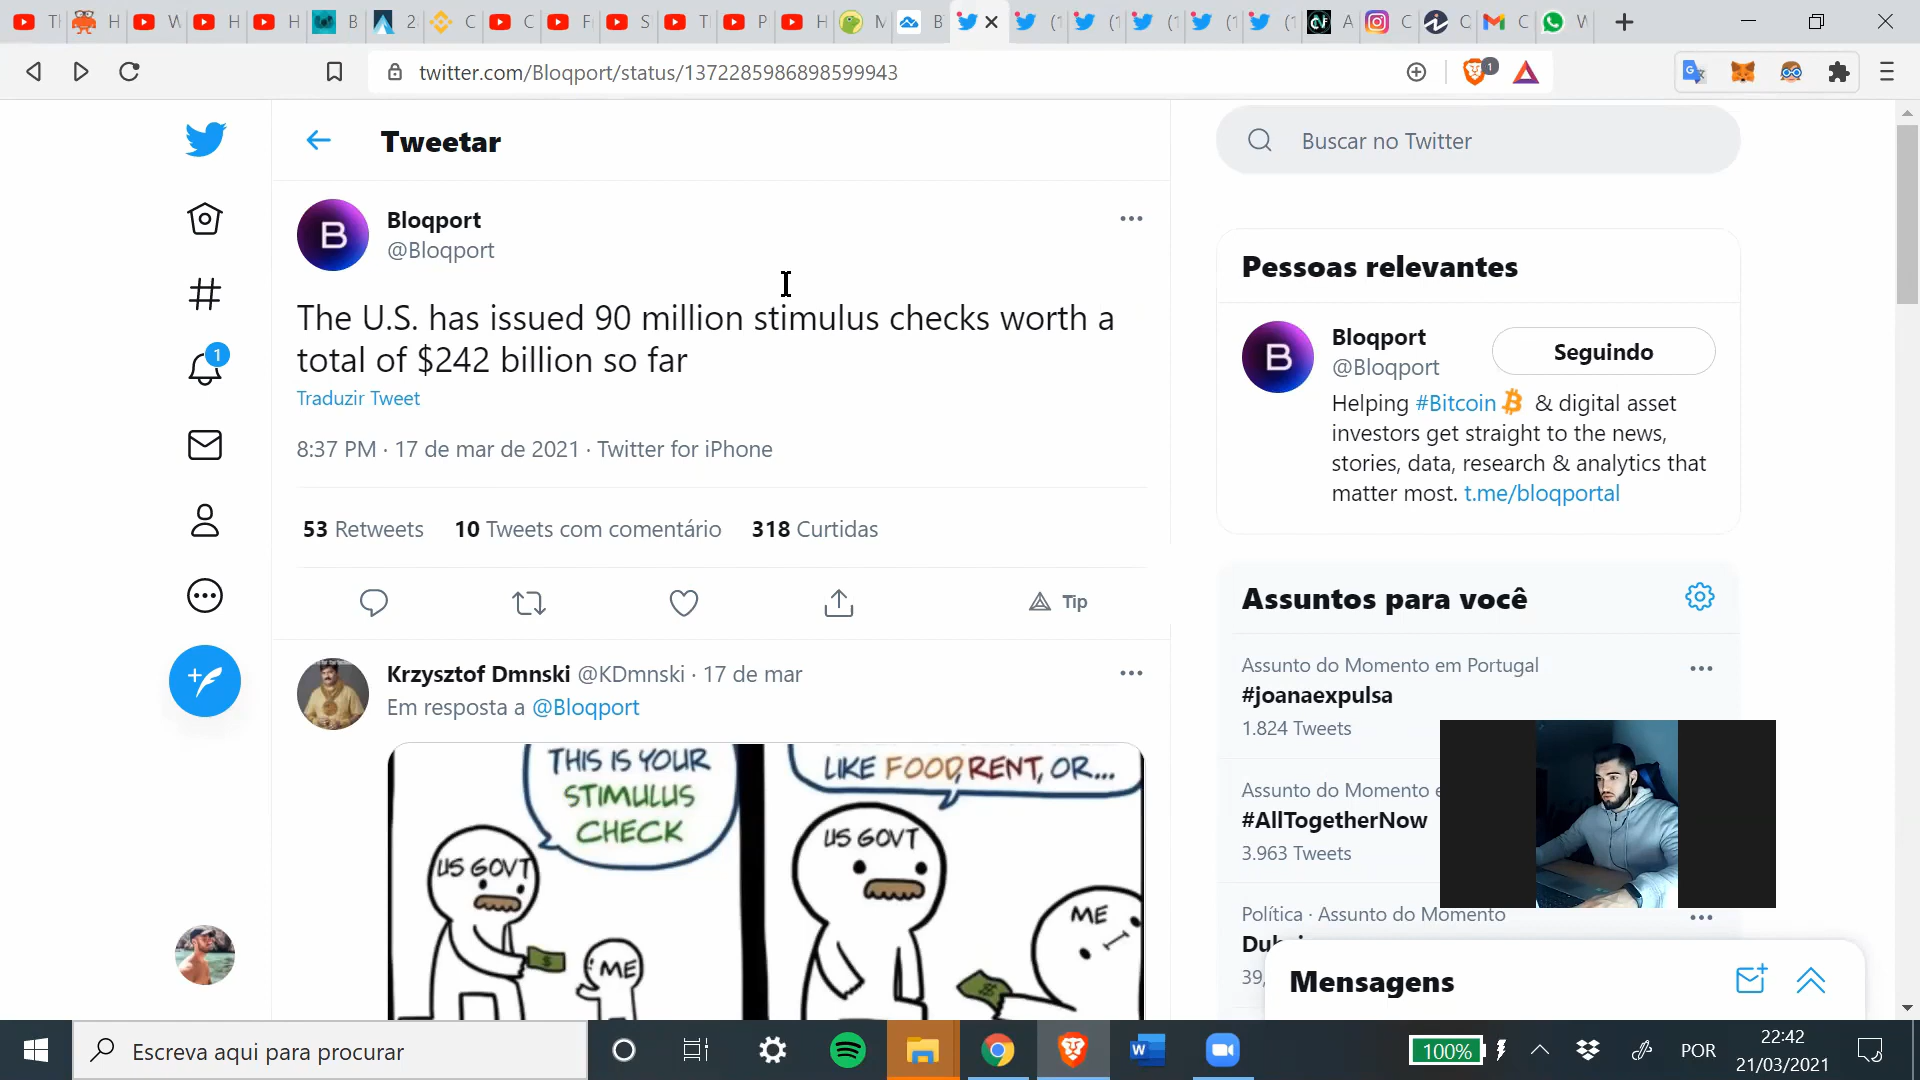 twitter.com/Bloqport/status/1372285986898599943
1
Tweetar
Buscar no Twitter
Bloqport
@Bloqport
The U.S. has issued 90 million stimulus checks worth a
total of $242 billion so far
Traduzir Tweet
8:37 PM · 17 de mar de 2021 · Twitter for iPhone
53 Retweets 10 Tweets com comentário 318 Curtidas
Tip
Krzysztof Dmnski @KDmnski · 17 de mar
Em resposta a @Bloqport
THIS IS YOUR
STIMULUS
CHECK
US GOVT
ME
LIKE FOOD, RENT, OR...
US GOVT
ME
1
Pessoas relevantes
Bloqport
@Bloqport
Seguindo
Helping #Bitcoin & digital asset
investors get straight to the news,
stories, data, research & analytics that
matter most. t.me/bloqportal
Assuntos para você
Assunto do Momento em Portugal
#joanaexpulsa
1.824 Tweets
Assunto do Momento
#AllTogetherNow
3.963 Tweets
Política · Assunto do Momento
39,
Mensagens
Escreva aqui para procurar
100%
POR
22:42
21/03/2021